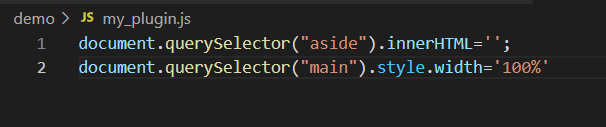 demo > JS my_plugin.js
1 document.querySelector("aside").innerHTML='';
2 document.querySelector("main").style.width='100%'